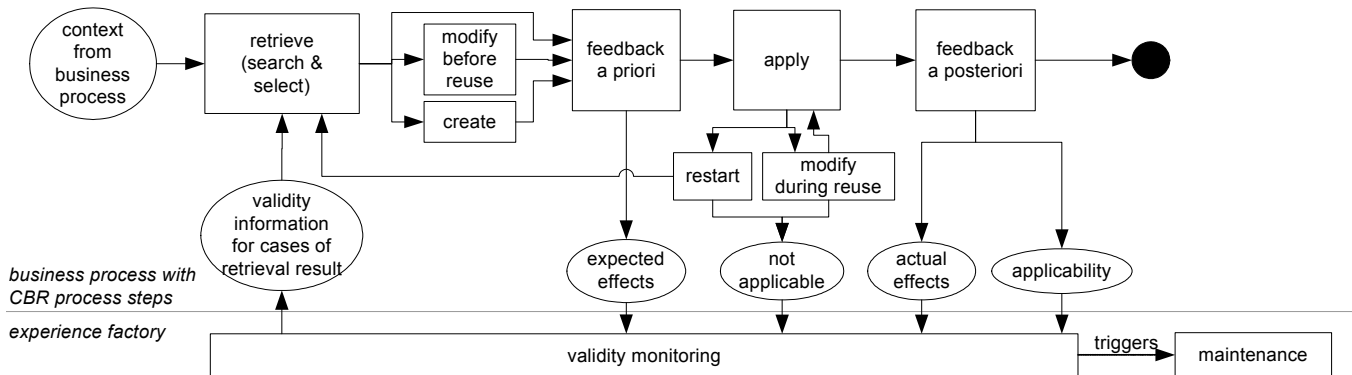 context
from
business
process
retrieve
(search &
select)
modify
before
reuse
create
feedback
a priori
apply
feedback
a posteriori
restart
modify
during reuse
validity
information
for cases of
retrieval result
expected
effects
not
applicable
actual
effects
applicability
business process with
CBR process steps
experience factory
validity monitoring
triggers
maintenance